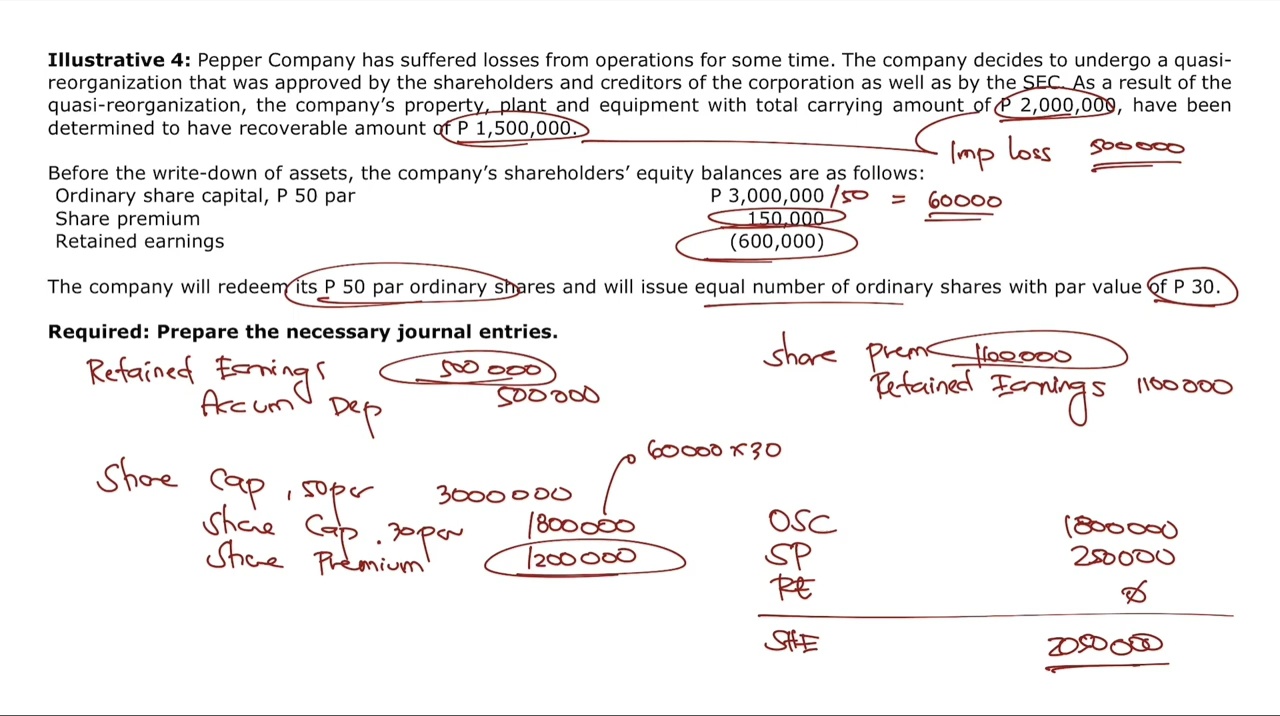 Illustrative 4: Pepper Company has suffered losses from operations for some time. The company decides to undergo a quasi-
reorganization that was approved by the shareholders and creditors of the corporation as well as by the SEC. As a result of the
quasi-reorganization, the company's property, plant and equipment with total carrying amount of P 2,000,000, have been
determined to have recoverable amount of P 1,500,000.
Imp loss 500000
Before the write-down of assets, the company's shareholders' equity balances are as follows:
Ordinary share capital, P 50 par P 3,000,000 /50 = 60000
Share premium 150,000
Retained earnings (600,000)
The company will redeem its P 50 par ordinary shares and will issue equal number of ordinary shares with par value of P 30.
Required: Prepare the necessary journal entries.
Retained Earnings 500 000
Accum Dep 500 000
Share prem 1100000
Retained Earnings 1100000
60000 x 30
Share Cap , 50 par 3000000
Share Cap . 30 par 1800000
Share Premium 1200000
OSC 1800000
SP 250000
RE Ø
SHE 2050000